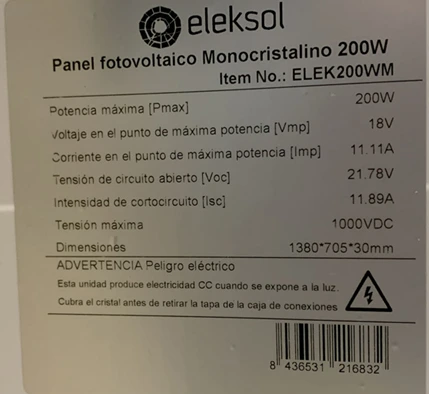 eleksol
Panel fotovoltaico Monocristalino 200W
Item No.: ELEK200WM
Potencia máxima [Pmax] 200W
Voltaje en el punto de máxima potencia [Vmp] 18V
Corriente en el punto de máxima potencia [Imp] 11.11A
Tensión de circuito abierto [Voc] 21.78V
Intensidad de cortocircuito [Isc] 11.89A
Tensión máxima 1000VDC
Dimensiones 1380*705*30mm
ADVERTENCIA Peligro eléctrico
Esta unidad produce electricidad CC cuando se expone a la luz.
Cubra el cristal antes de retirar la tapa de la caja de conexiones
8 436531 216832